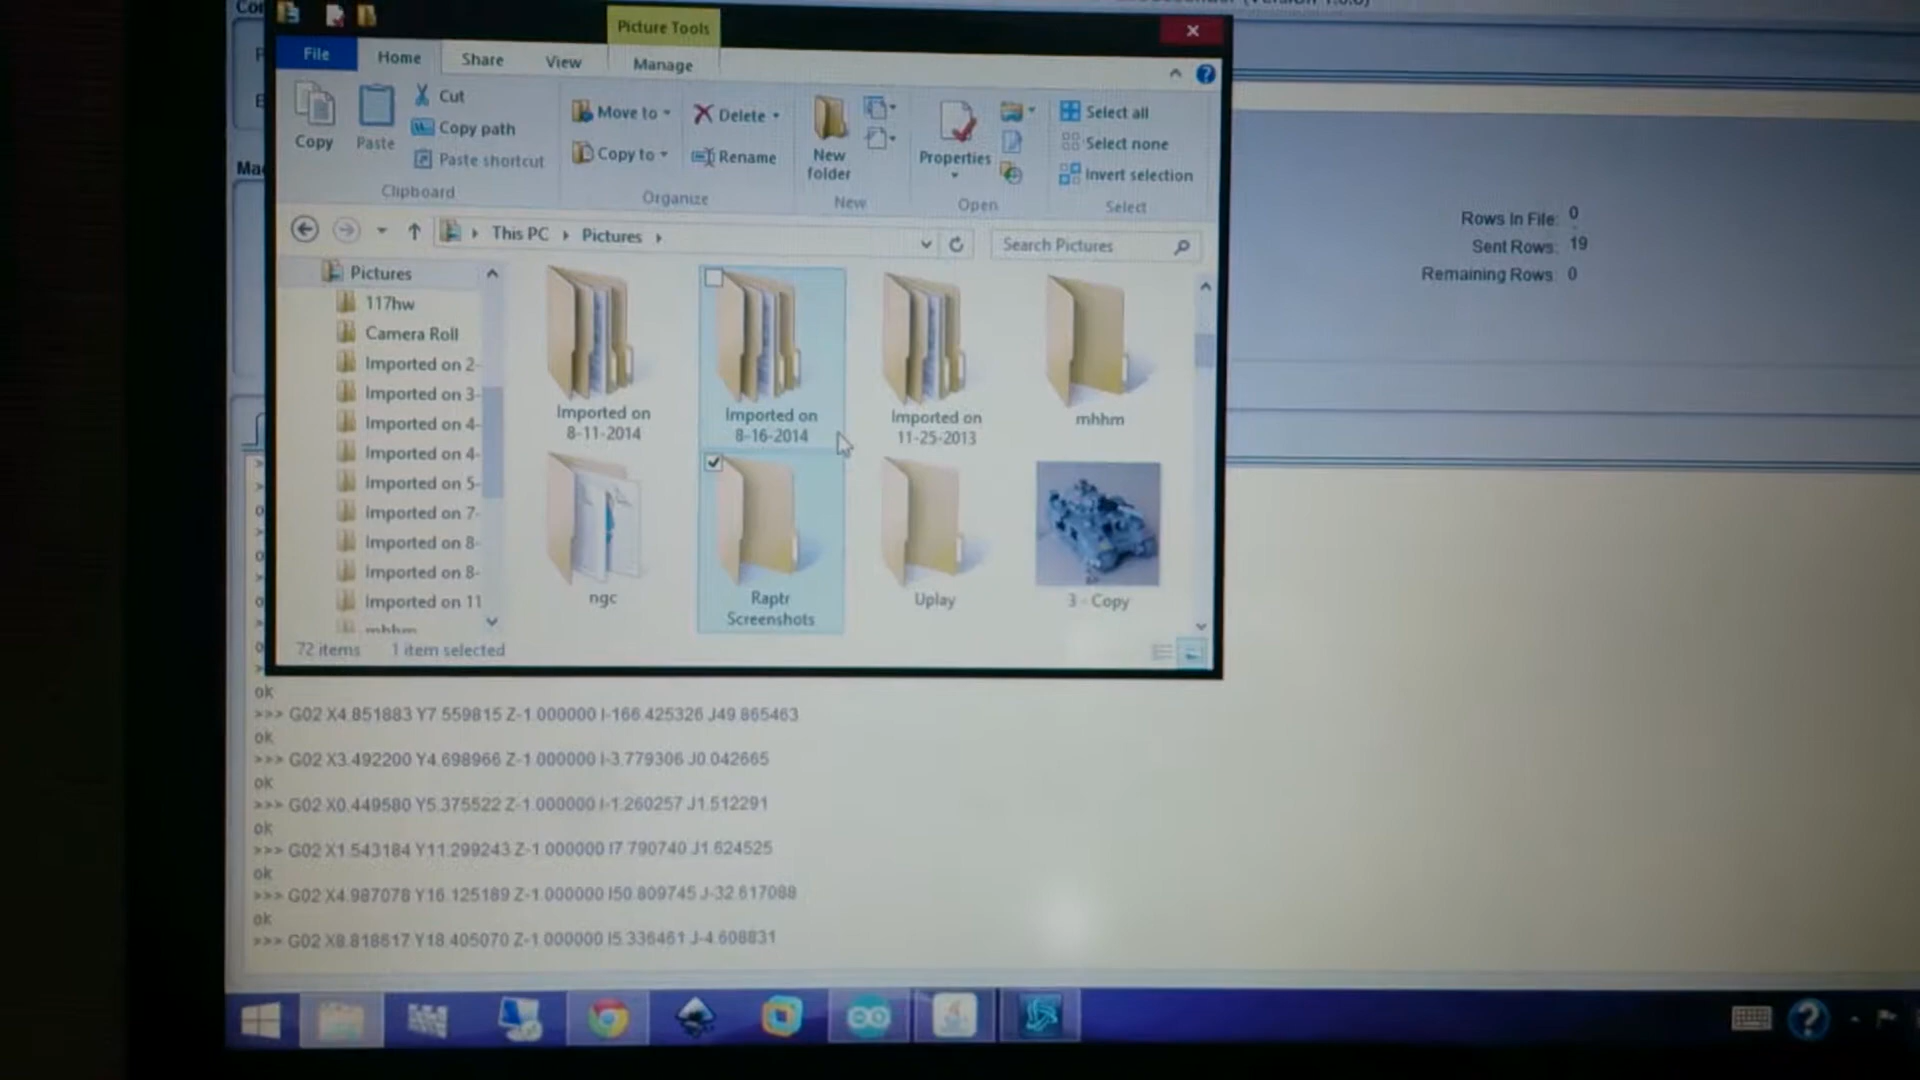 Picture Tools
File
Home
Share
View
Manage
Copy
Paste
Cut
Copy path
Paste shortcut
Clipboard
Move to
Copy to
Delete
Rename
Organize
New folder
New
Properties
Open
Select all
Select none
Invert selection
Select
This PC
Pictures
Search Pictures
Pictures
117hw
Camera Roll
Imported on 2-
Imported on 3-
Imported on 4-
Imported on 4-
Imported on 5-
Imported on 7-
Imported on 8-
Imported on 8-
Imported on 11
mhhm
Imported on
8-11-2014
Imported on
8-16-2014
Imported on
11-25-2013
mhhm
ngc
Raptr
Screenshots
Uplay
3 - Copy
72 items 1 item selected
Rows In File: 0
Sent Rows: 19
Remaining Rows: 0
ok
>>> G02 X4.851883 Y7.559815 Z-1.000000 I-166.425326 J49.865463
ok
>>> G02 X3.492200 Y4.698966 Z-1.000000 I-3.779306 J0.042665
ok
>>> G02 X0.449580 Y5.375522 Z-1.000000 I-1.260257 J1.512291
ok
>>> G02 X1.543184 Y11.299243 Z-1.000000 I7.790740 J1.624525
ok
>>> G02 X4.987078 Y16.125189 Z-1.000000 I50.809745 J-32.617088
ok
>>> G02 X8.818617 Y18.405070 Z-1.000000 I5.336461 J-4.608831